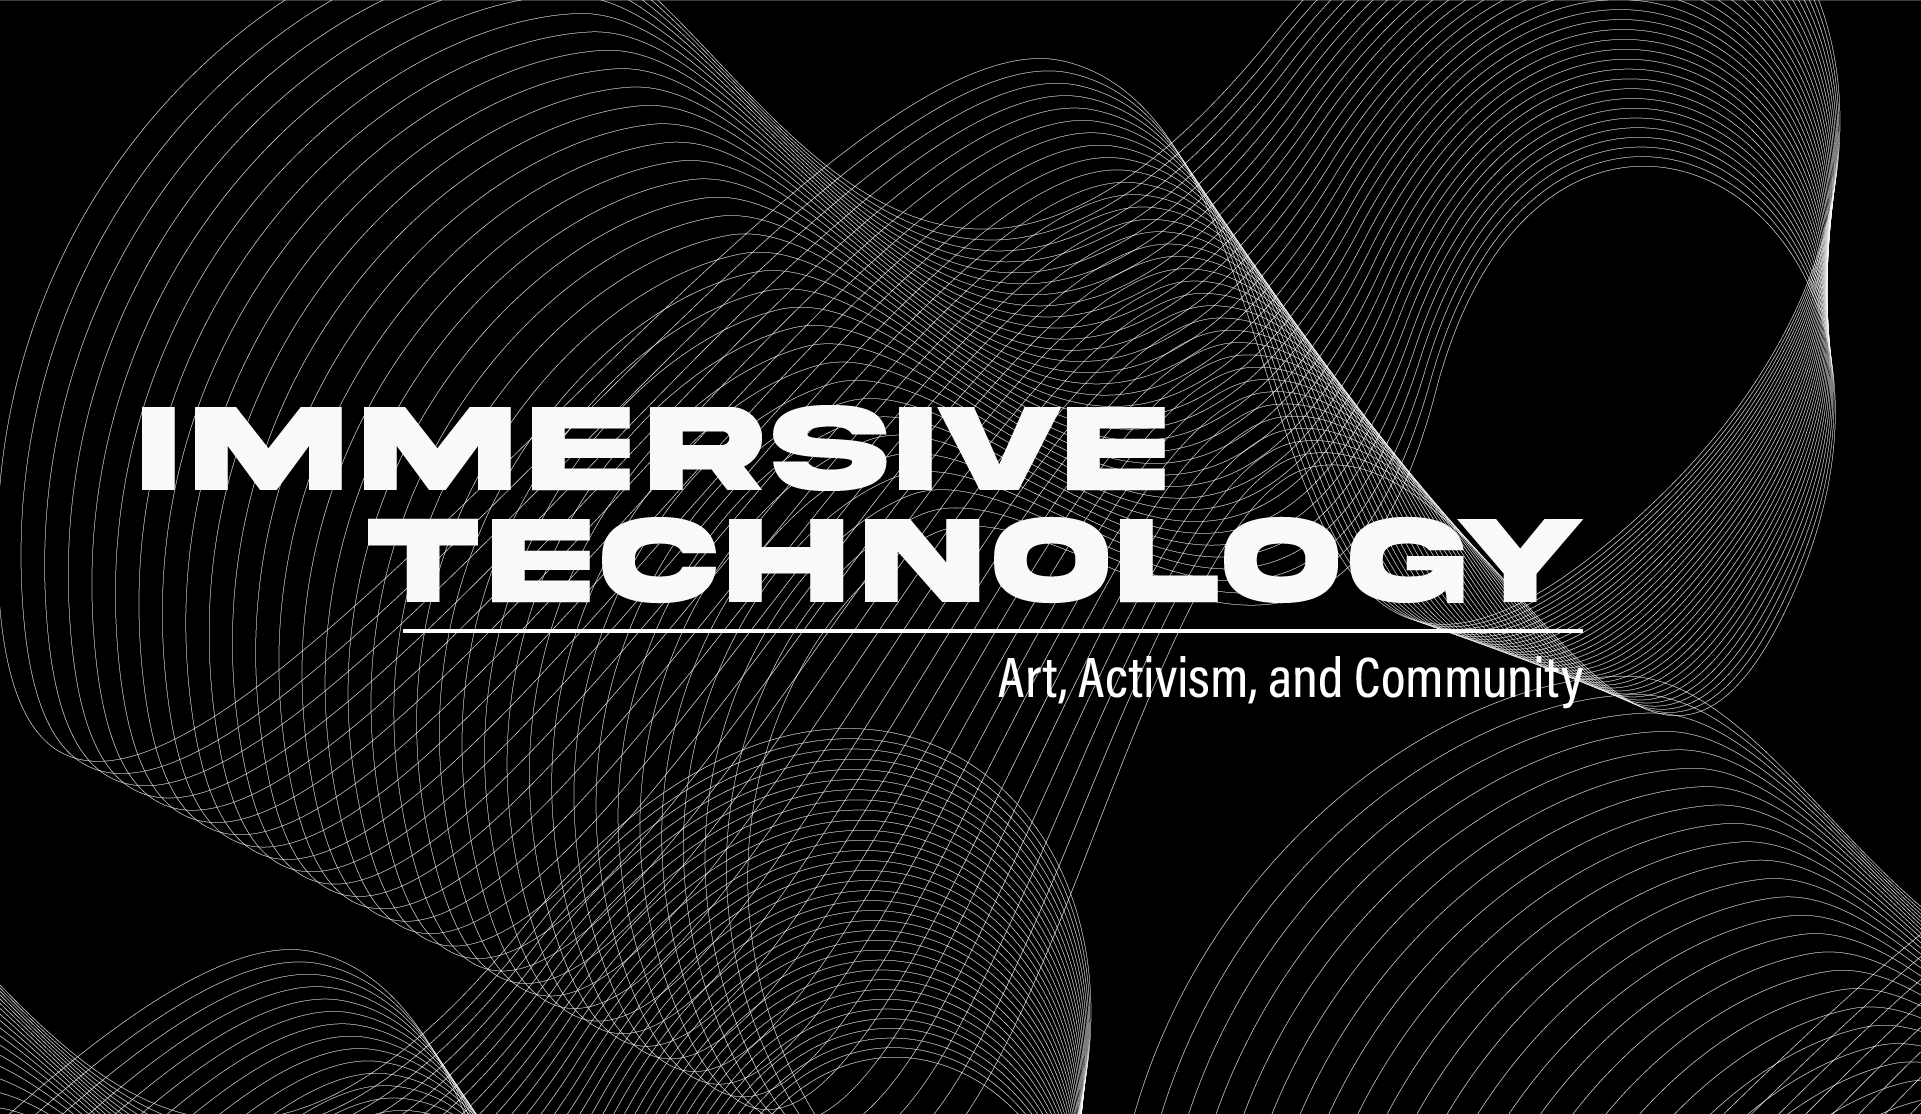 IMMERSIVE
TECHNOLOGY
Art, Activism, and Community